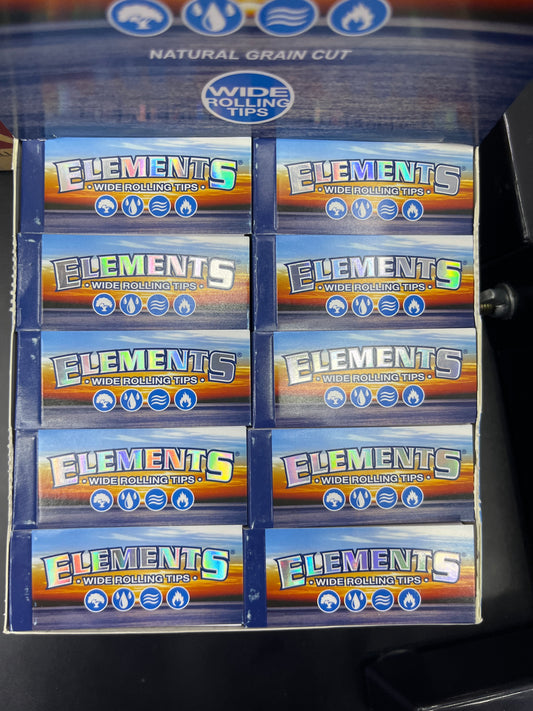 NATURAL GRAIN CUT
WIDE
ROLLING
TIPS
ELEMENTS® ELEMENTS®
• WIDE ROLLING TIPS • • WIDE ROLLING TIPS •
ELEMENTS® ELEMENTS®
• WIDE ROLLING TIPS • • WIDE ROLLING TIPS •
ELEMENTS® ELEMENTS®
• WIDE ROLLING TIPS • • WIDE ROLLING TIPS •
ELEMENTS® ELEMENTS®
• WIDE ROLLING TIPS • • WIDE ROLLING TIPS •
ELEMENTS® ELEMENTS®
• WIDE ROLLING TIPS • • WIDE ROLLING TIPS •